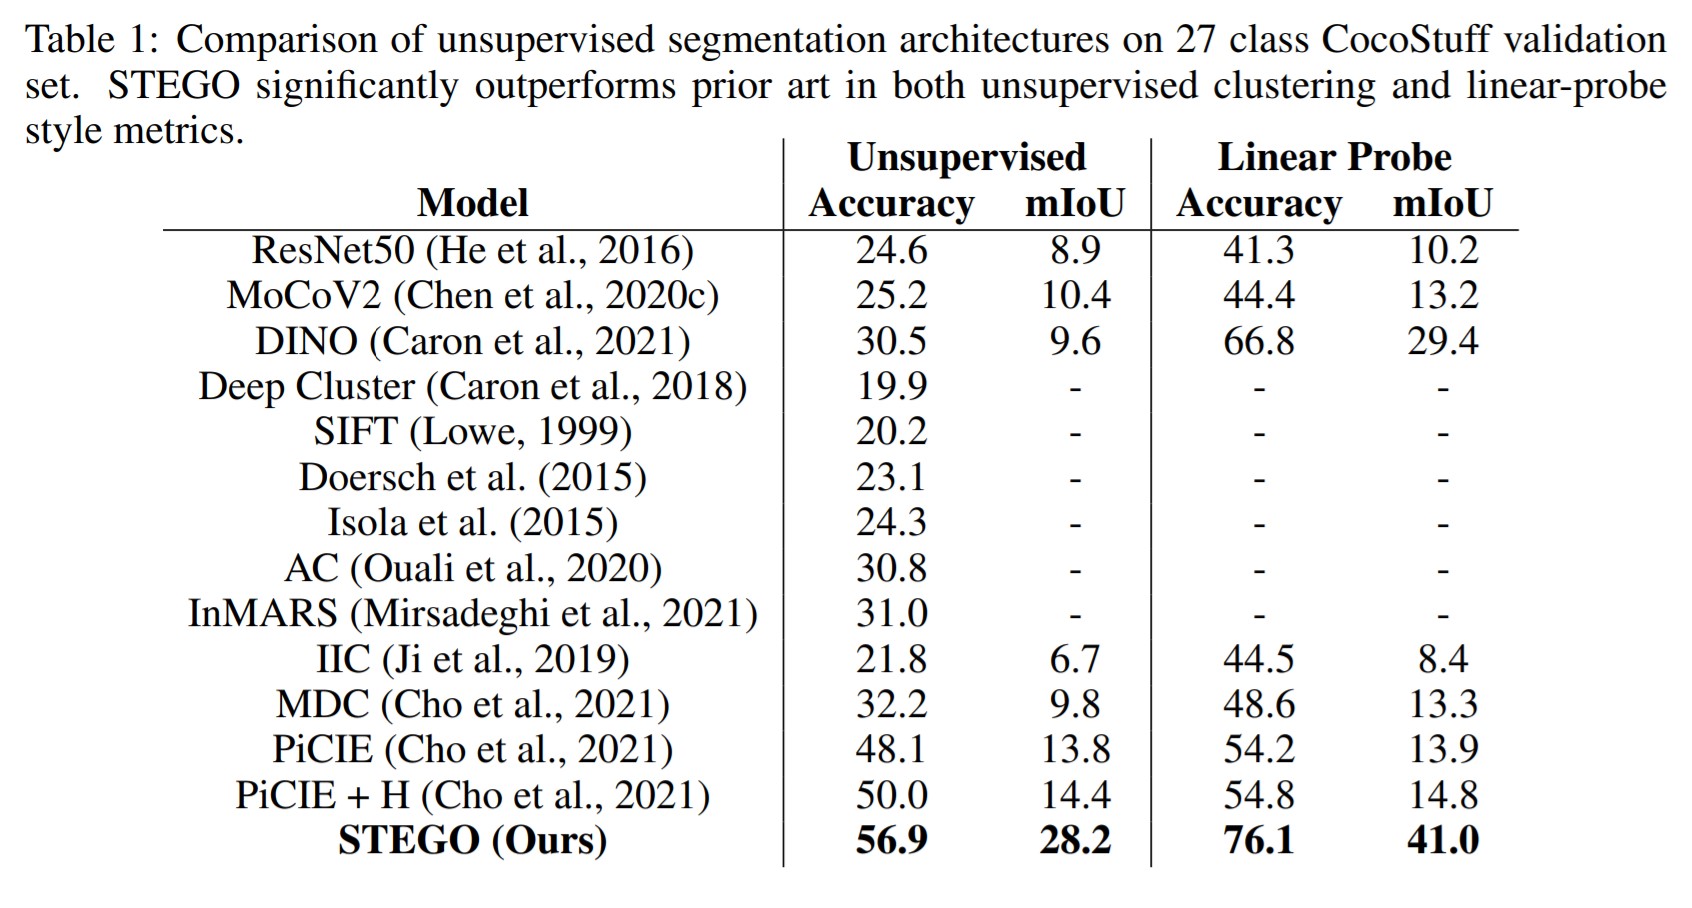 Table 1: Comparison of unsupervised segmentation architectures on 27 class CocoStuff validation
set. STEGO significantly outperforms prior art in both unsupervised clustering and linear-probe
style metrics.
Unsupervised Linear Probe
Model Accuracy mIoU Accuracy mIoU
ResNet50 (He et al., 2016) 24.6 8.9 41.3 10.2
MoCoV2 (Chen et al., 2020c) 25.2 10.4 44.4 13.2
DINO (Caron et al., 2021) 30.5 9.6 66.8 29.4
Deep Cluster (Caron et al., 2018) 19.9 - - -
SIFT (Lowe, 1999) 20.2 - - -
Doersch et al. (2015) 23.1 - - -
Isola et al. (2015) 24.3 - - -
AC (Ouali et al., 2020) 30.8 - - -
InMARS (Mirsadeghi et al., 2021) 31.0 - - -
IIC (Ji et al., 2019) 21.8 6.7 44.5 8.4
MDC (Cho et al., 2021) 32.2 9.8 48.6 13.3
PiCIE (Cho et al., 2021) 48.1 13.8 54.2 13.9
PiCIE + H (Cho et al., 2021) 50.0 14.4 54.8 14.8
STEGO (Ours) 56.9 28.2 76.1 41.0